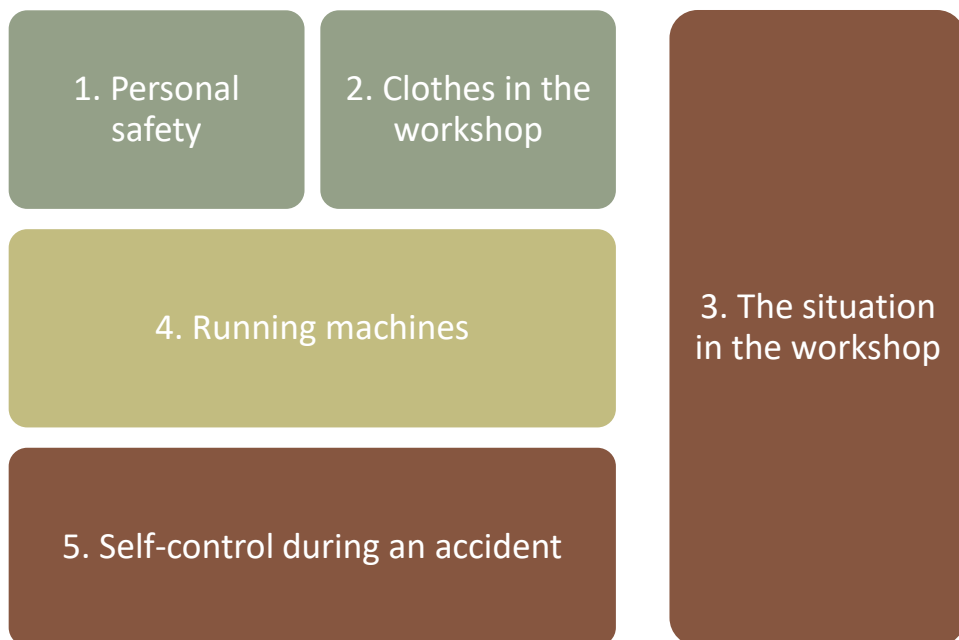 1. Personal
safety
2. Clothes in the
workshop
3. The situation
in the workshop
4. Running machines
5. Self-control during an accident